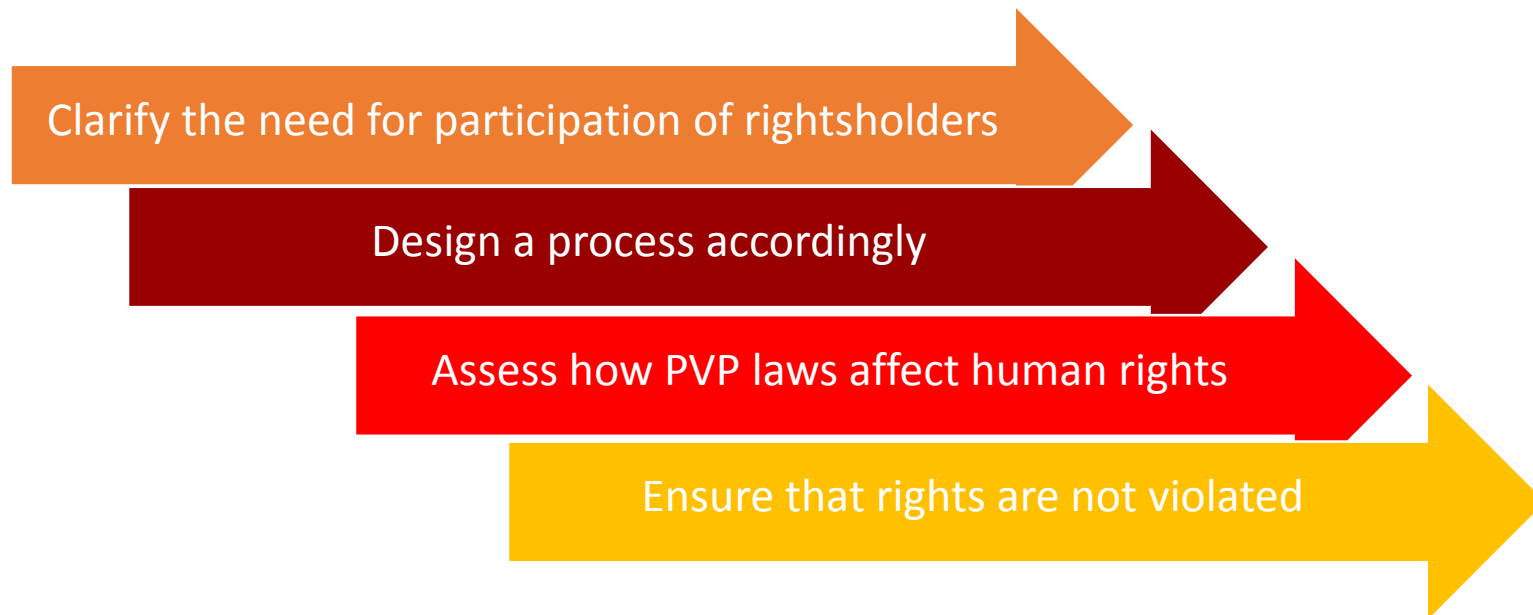 Clarify the need for participation of rightsholders
Design a process accordingly
Assess how PVP laws affect human rights
Ensure that rights are not violated